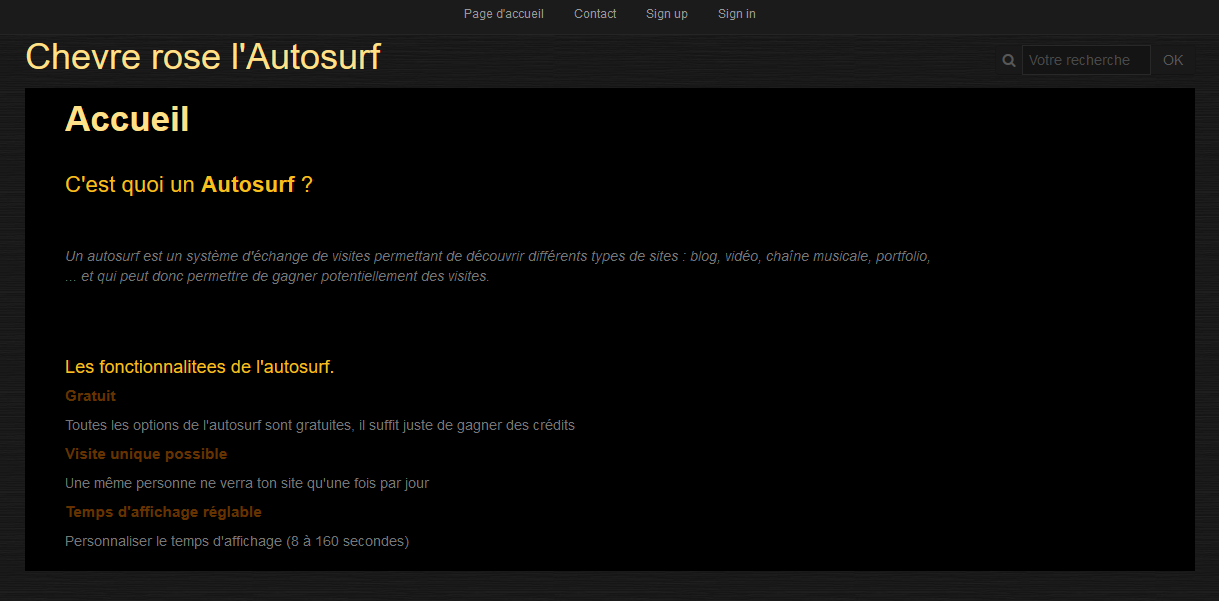 Page d'accueil Contact Sign up Sign in
Chevre rose l'Autosurf
Votre recherche OK
Accueil
C'est quoi un Autosurf ?
Un autosurf est un système d'échange de visites permettant de découvrir différents types de sites : blog, vidéo, chaîne musicale, portfolio,
... et qui peut donc permettre de gagner potentiellement des visites.
Les fonctionnalitees de l'autosurf.
Gratuit
Toutes les options de l'autosurf sont gratuites, il suffit juste de gagner des crédits
Visite unique possible
Une même personne ne verra ton site qu'une fois par jour
Temps d'affichage réglable
Personnaliser le temps d'affichage (8 à 160 secondes)